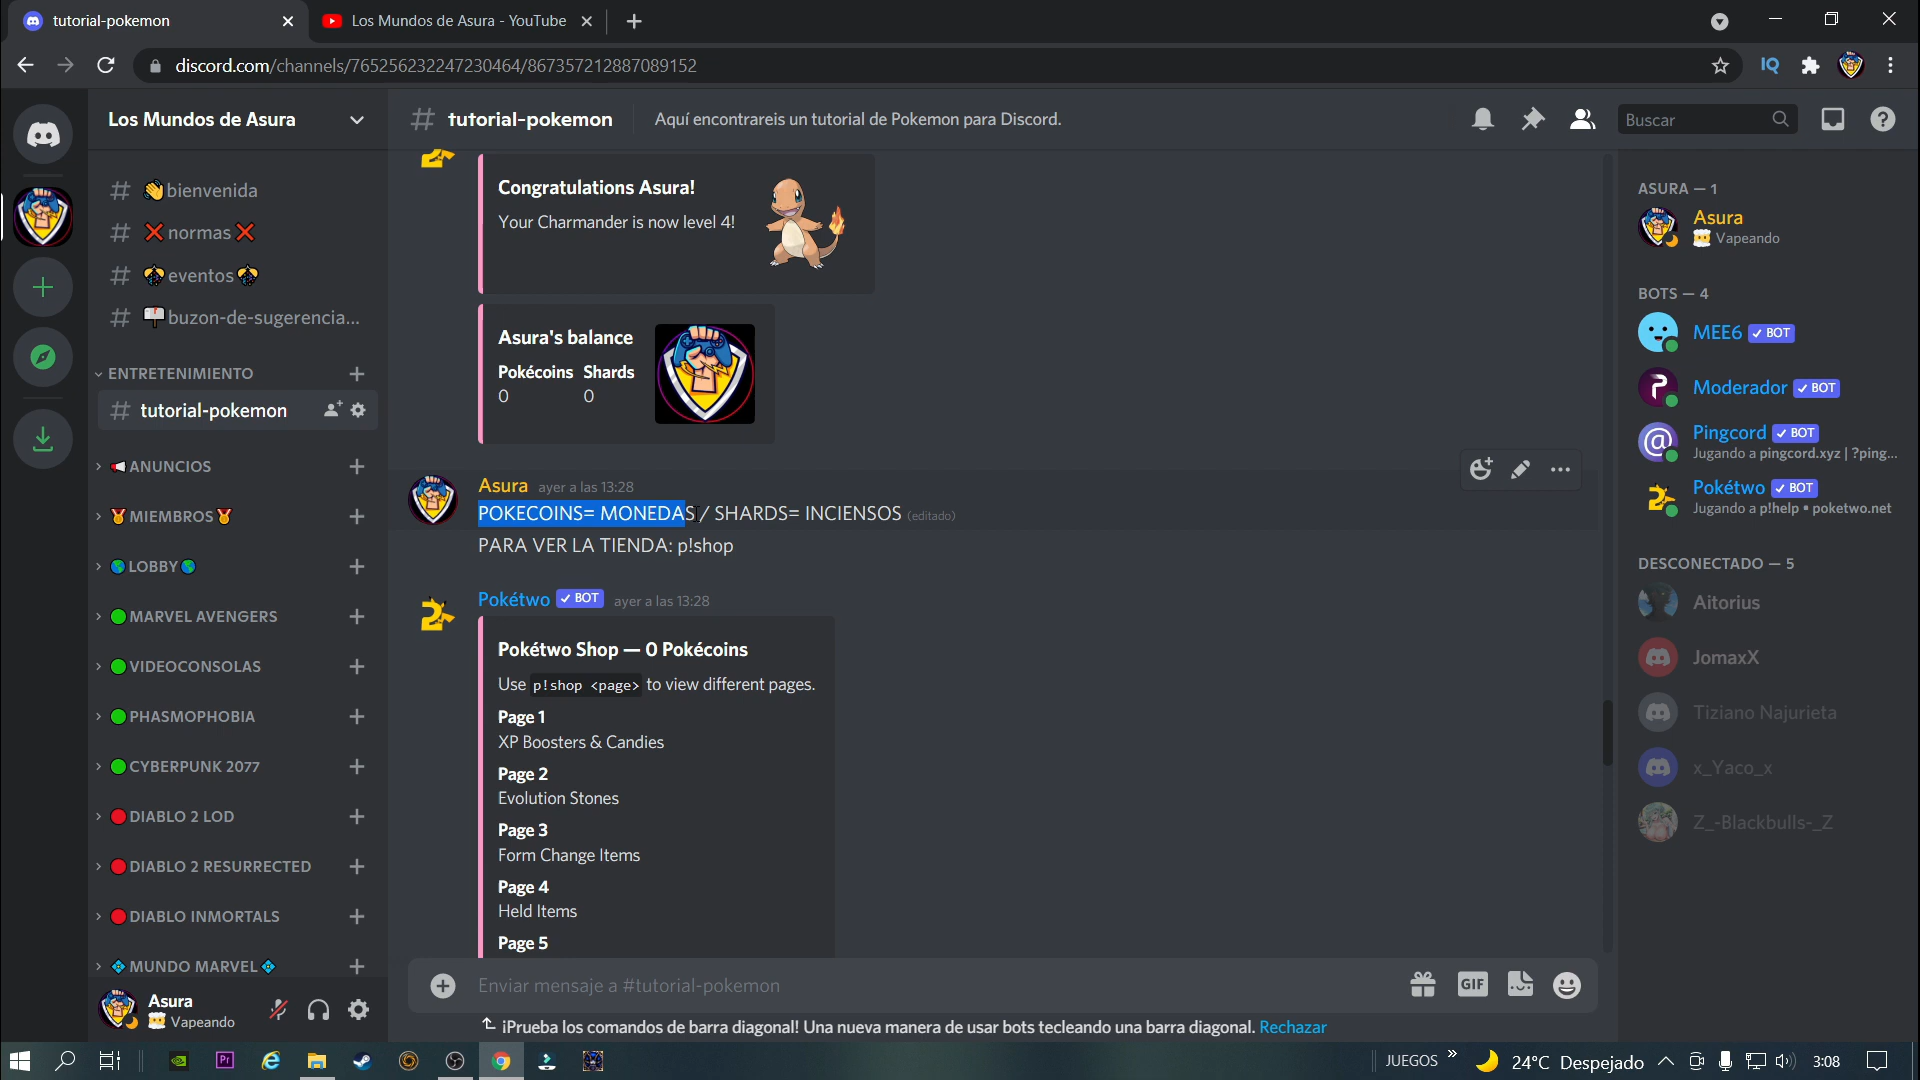 tutorial-pokemon
Los Mundos de Asura - YouTube
discord.com/channels/765256232247230464/867357212887089152
IQ
Los Mundos de Asura
tutorial-pokemon
Aquí encontrareis un tutorial de Pokemon para Discord.
Buscar
bienvenida
normas
eventos
buzon-de-sugerencia...
ENTRETENIMIENTO
tutorial-pokemon
ANUNCIOS
MIEMBROS
LOBBY
MARVEL AVENGERS
VIDEOCONSOLAS
PHASMOPHOBIA
CYBERPUNK 2077
DIABLO 2 LOD
DIABLO 2 RESURRECTED
DIABLO INMORTALS
MUNDO MARVEL
Asura
Vapeando
Congratulations Asura!
Your Charmander is now level 4!
Asura's balance
Pokécoins Shards
0 0
Asura ayer a las 13:28
POKECOINS= MONEDAS/ SHARDS= INCIENSOS (editado)
PARA VER LA TIENDA: p!shop
Pokétwo BOT ayer a las 13:28
Pokétwo Shop — 0 Pokécoins
Use p!shop <page> to view different pages.
Page 1
XP Boosters & Candies
Page 2
Evolution Stones
Page 3
Form Change Items
Page 4
Held Items
Page 5
Enviar mensaje a #tutorial-pokemon
GIF
¡Prueba los comandos de barra diagonal! Una nueva manera de usar bots tecleando una barra diagonal. Rechazar
ASURA — 1
Asura
Vapeando
BOTS — 4
MEE6 BOT
Moderador BOT
Pingcord BOT
Jugando a pingcord.xyz | ?ping...
Pokétwo BOT
Jugando a p!help • poketwo.net
DESCONECTADO — 5
Aitorius
JomaxX
Tiziano Najurieta
x_Yaco_x
Z_-Blackbulls-_Z
Pr
JUEGOS
24°C Despejado
3:08